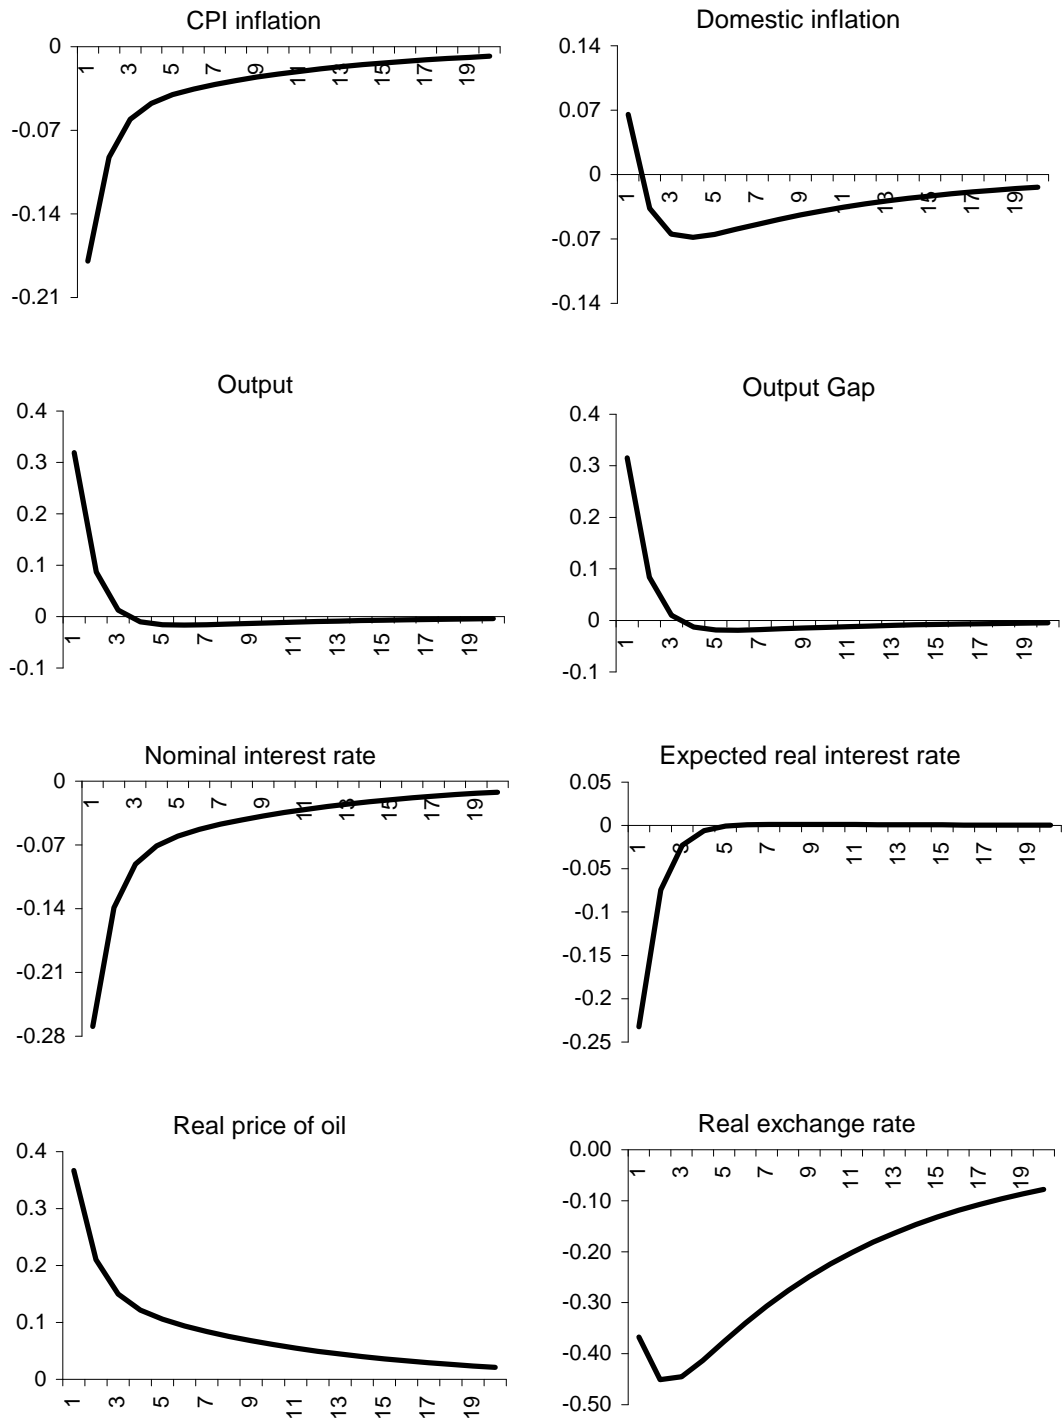 CPI inflation
0
-0.07
-0.14
-0.21
1 3 5 7 9 11 13 15 17 19
Domestic inflation
0.14
0.07
0
-0.07
-0.14
1 3 5 7 9 11 13 15 17 19
Output
0.4
0.3
0.2
0.1
0
-0.1
1 3 5 7 9 11 13 15 17 19
Output Gap
0.4
0.3
0.2
0.1
0
-0.1
1 3 5 7 9 11 13 15 17 19
Nominal interest rate
0
-0.07
-0.14
-0.21
-0.28
1 3 5 7 9 11 13 15 17 19
Expected real interest rate
0.05
0
-0.05
-0.1
-0.15
-0.2
-0.25
1 3 5 7 9 11 13 15 17 19
Real price of oil
0.4
0.3
0.2
0.1
0
1 3 5 7 9 11 13 15 17 19
Real exchange rate
0.00
-0.10
-0.20
-0.30
-0.40
-0.50
1 3 5 7 9 11 13 15 17 19